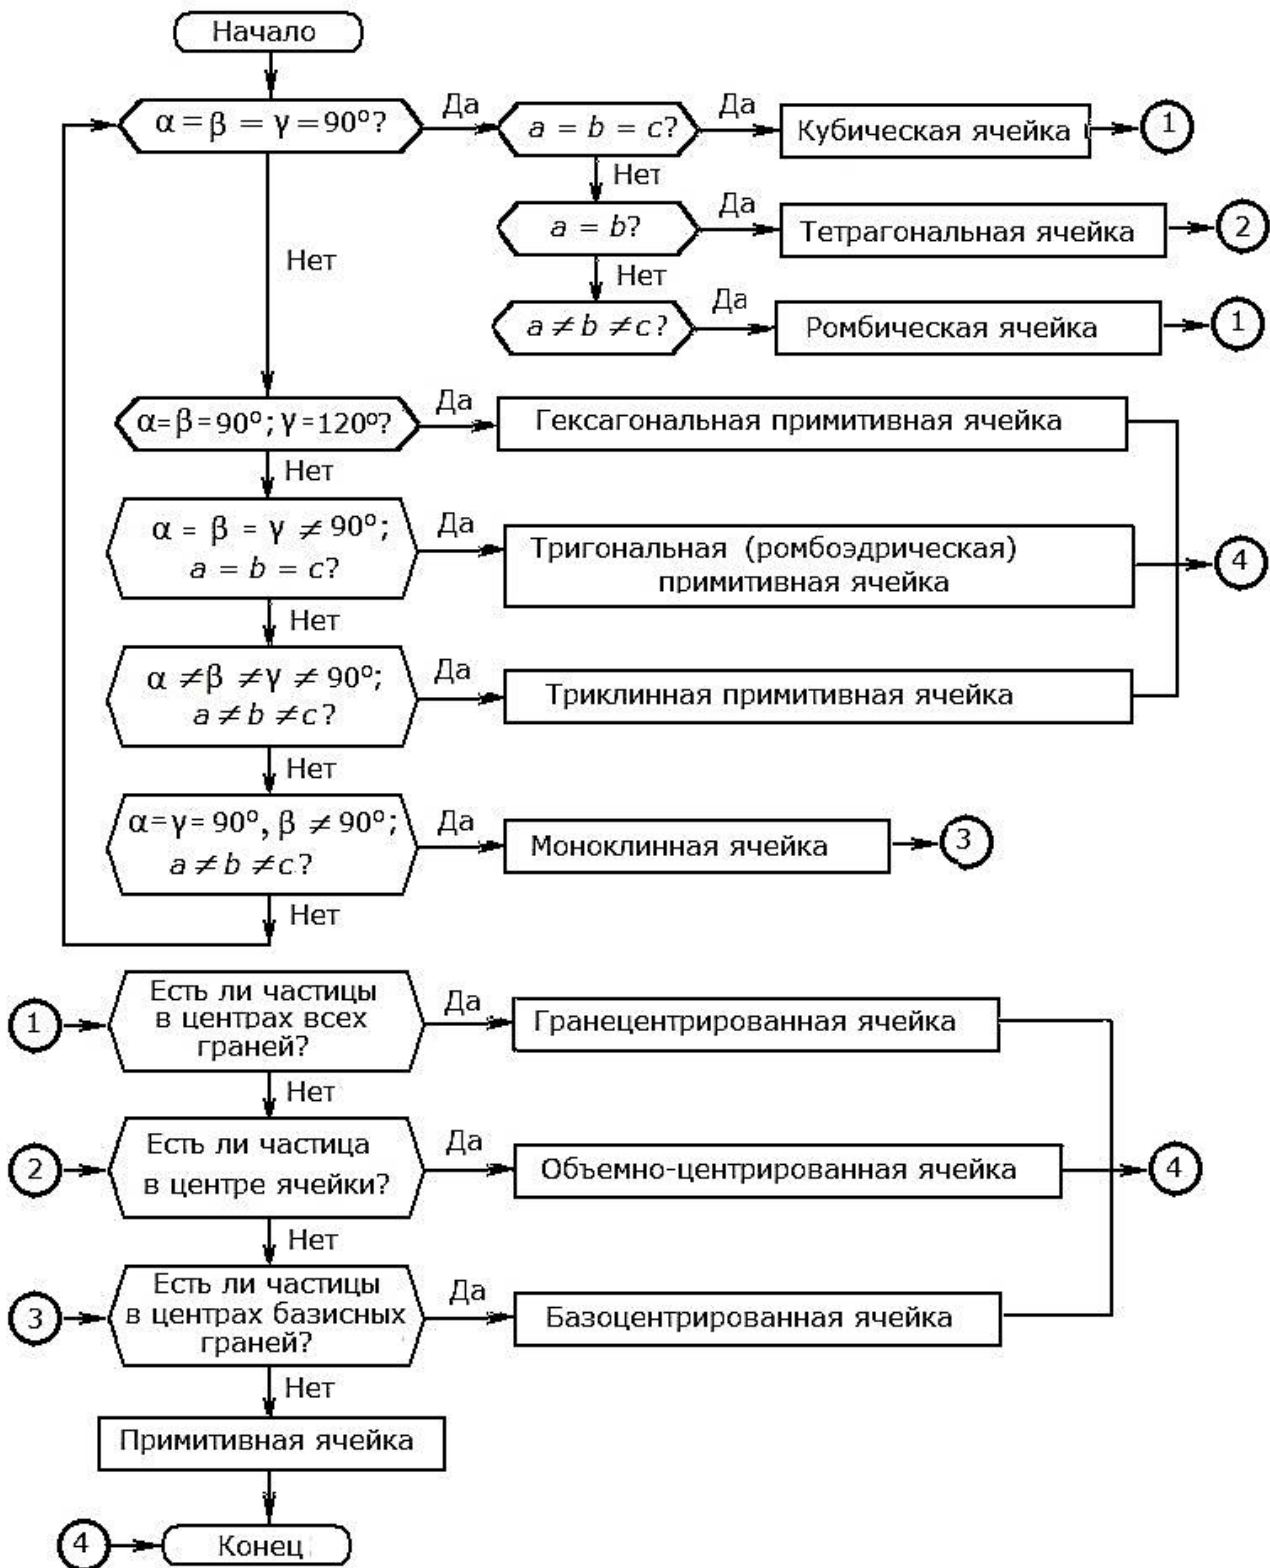 Начало
α = β = γ = 90°?
Да
a = b = c?
Да
Кубическая ячейка
1
Нет
a = b?
Да
Тетрагональная ячейка
2
Нет
Нет
a ≠ b ≠ c?
Да
Ромбическая ячейка
1
α=β=90°; γ=120°?
Да
Гексагональная примитивная ячейка
Нет
α = β = γ ≠ 90°;
a = b = c?
Да
Тригональная (ромбоэдрическая)
примитивная ячейка
4
Нет
α ≠ β ≠ γ ≠ 90°;
a ≠ b ≠ c?
Да
Триклинная примитивная ячейка
Нет
α=γ=90°, β ≠ 90°;
a ≠ b ≠ c?
Да
Моноклинная ячейка
3
Нет
1
Есть ли частицы
в центрах всех
граней?
Да
Гранецентрированная ячейка
Нет
2
Есть ли частица
в центре ячейки?
Да
Объемно-центрированная ячейка
4
Нет
3
Есть ли частицы
в центрах базисных
граней?
Да
Базоцентрированная ячейка
Нет
Примитивная ячейка
4
Конец